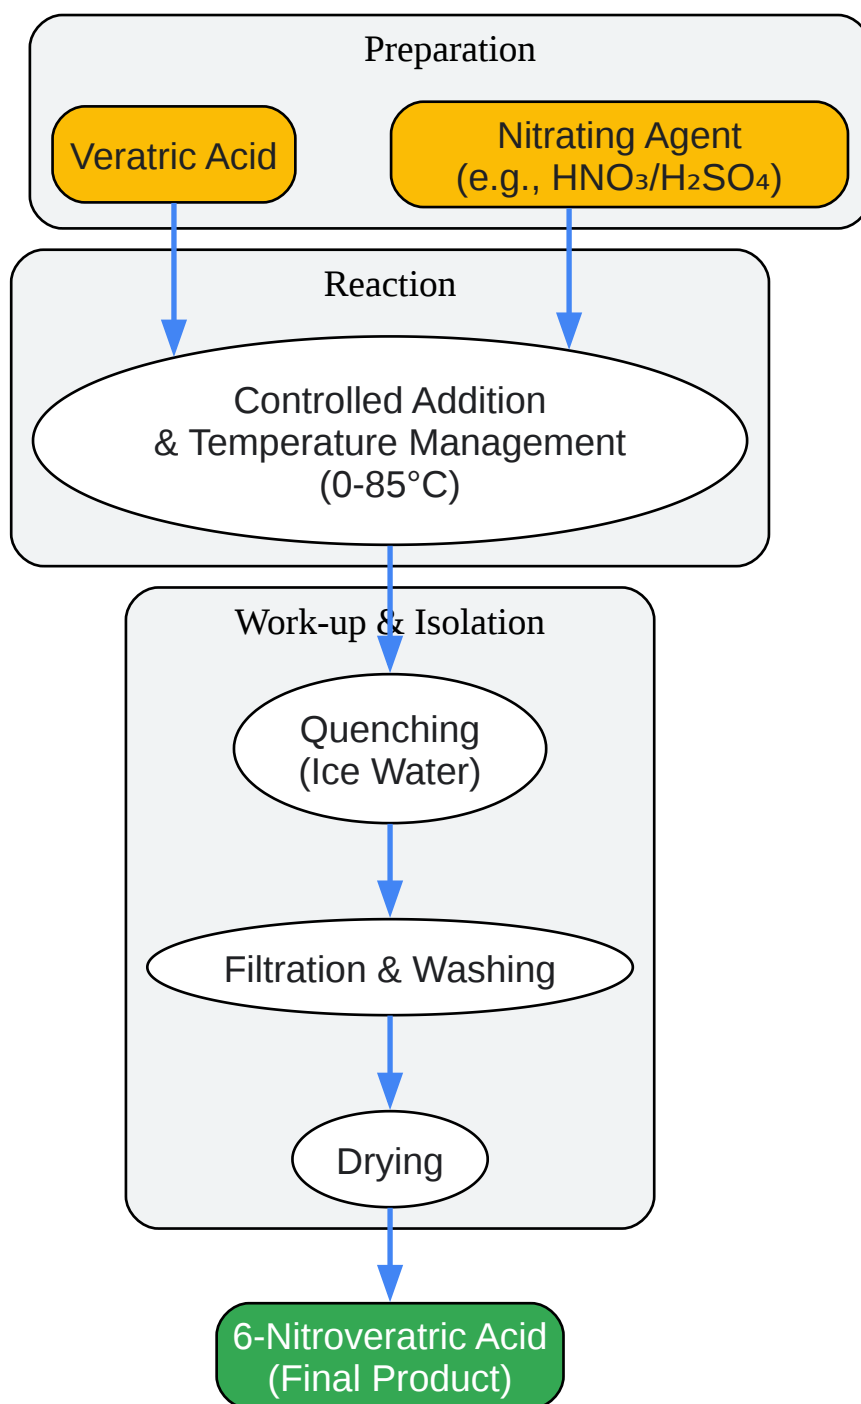 Preparation
Veratric Acid
Nitrating Agent
(e.g., HNO₃/H₂SO₄)
Reaction
Controlled Addition
& Temperature Management
(0-85°C)
Work-up & Isolation
Quenching
(Ice Water)
Filtration & Washing
Drying
6-Nitroveratric Acid
(Final Product)